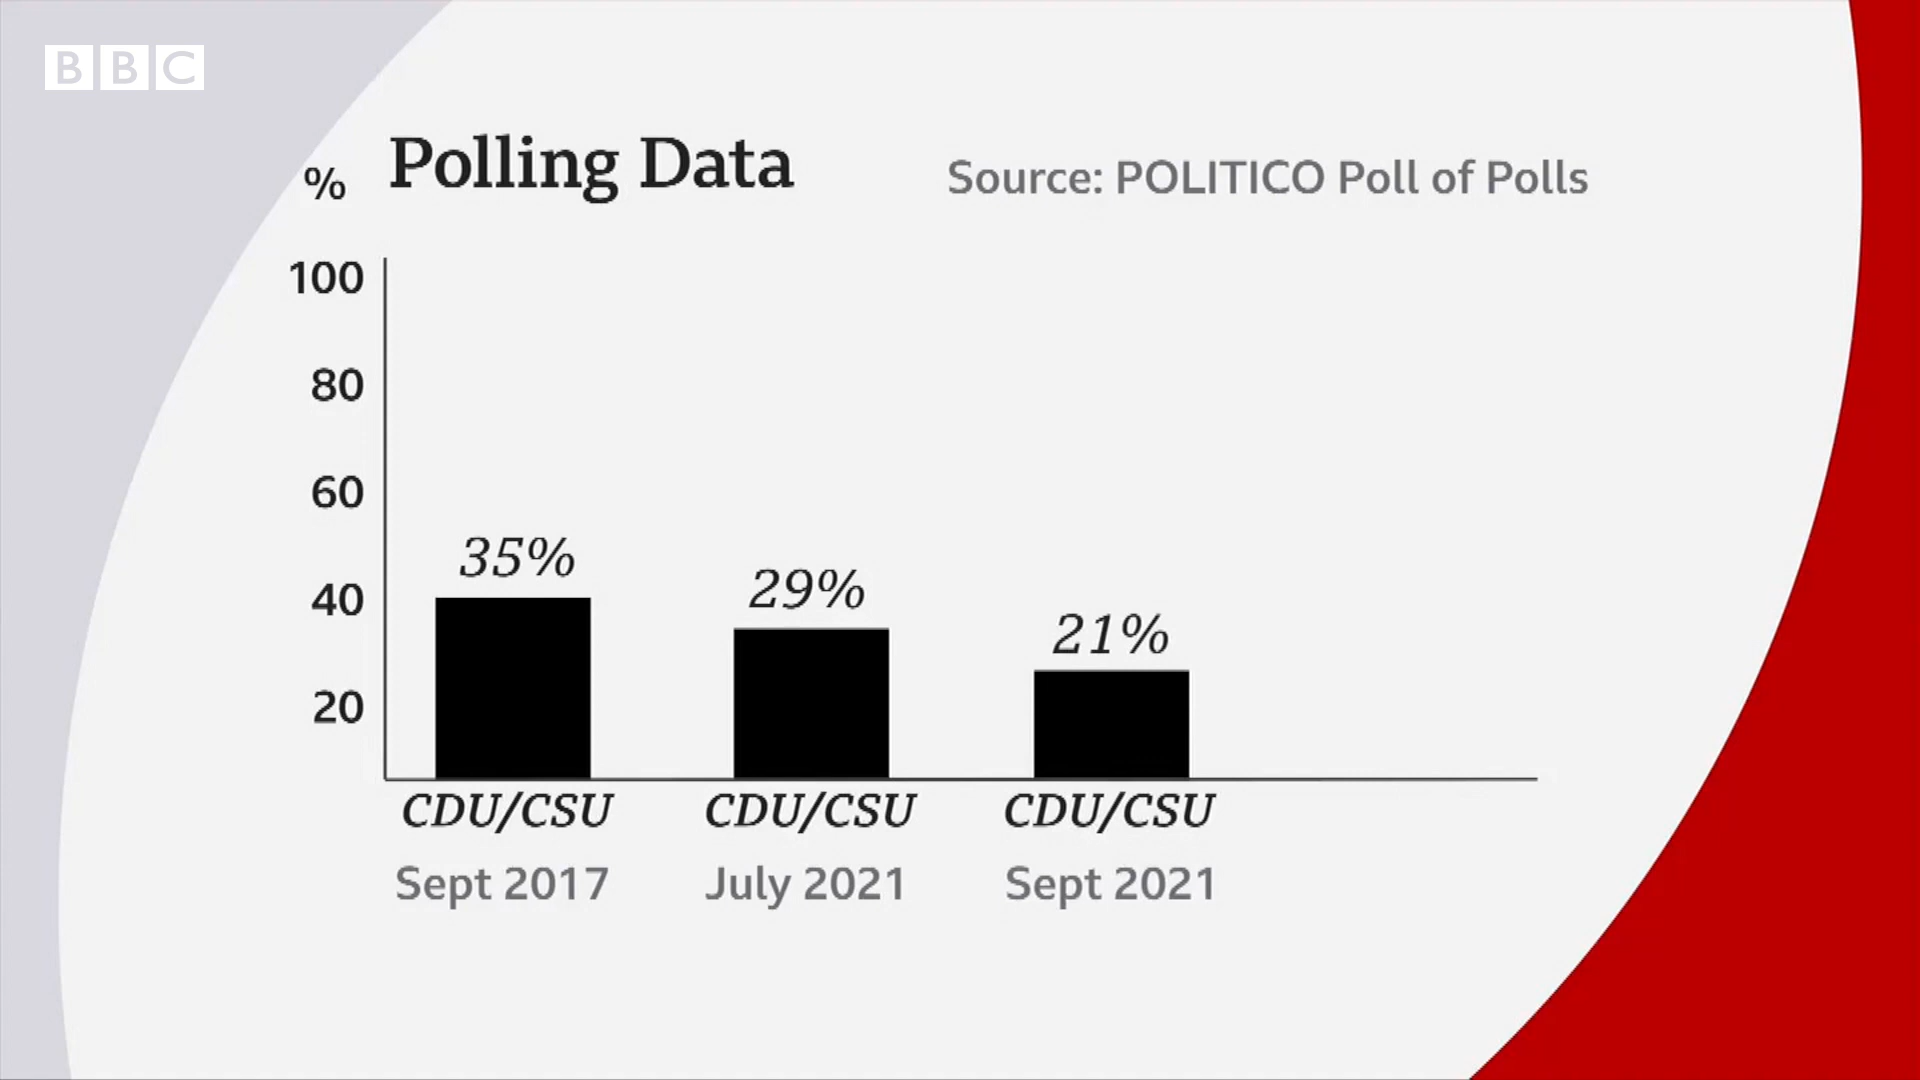 BBC
% Polling Data Source: POLITICO Poll of Polls
100
80
60
40
20
35%
29%
21%
CDU/CSU CDU/CSU CDU/CSU
Sept 2017 July 2021 Sept 2021